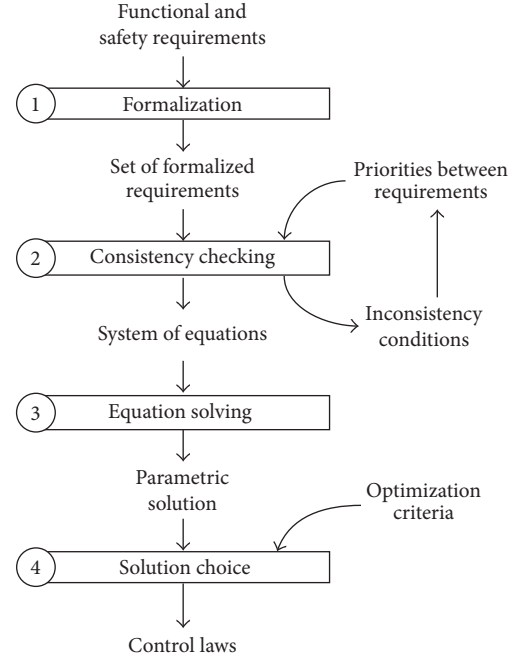 Functional and
safety requirements
1 Formalization
Set of formalized
requirements
Priorities between
requirements
2 Consistency checking
Inconsistency
conditions
System of equations
3 Equation solving
Parametric
solution
Optimization
criteria
4 Solution choice
Control laws